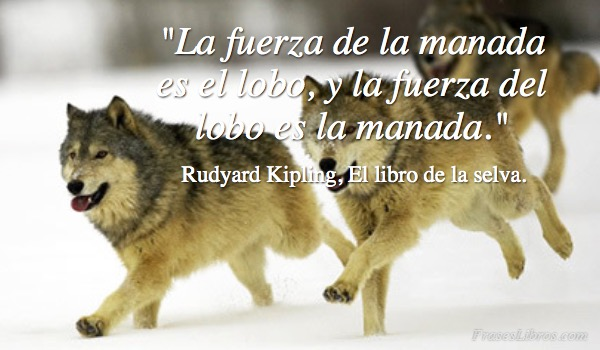 "La fuerza de la manada
es el lobo, y la fuerza del
lobo es la manada."
Rudyard Kipling, El libro de la selva.
FrasesLibros.com